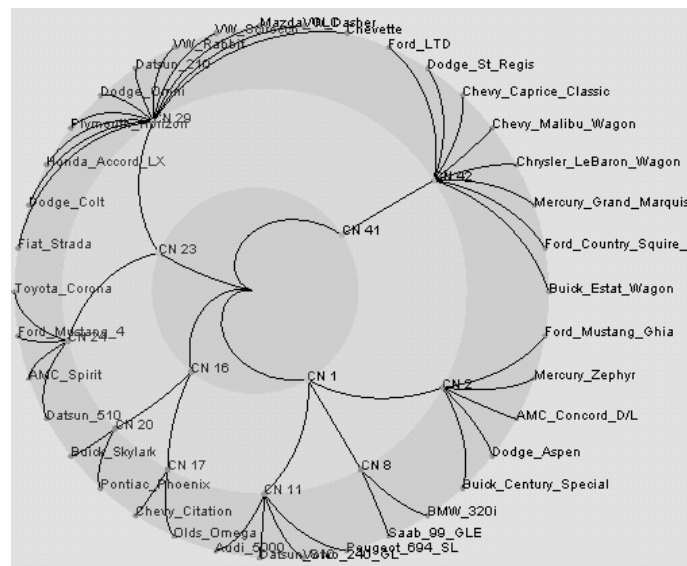 Mazda_GLC
VW_Dasher
VW_Scirocco
Chevette
VW_Rabbit
Ford_LTD
Datsun_210
Dodge_St_Regis
Dodge_Omni
Chevy_Caprice_Classic
CN 29
Plymouth_Horizon
Chevy_Malibu_Wagon
Honda_Accord_LX
Chrysler_LeBaron_Wagon
CN 42
Dodge_Colt
Mercury_Grand_Marquis
CN 41
Fiat_Strada
CN 23
Ford_Country_Squire_
Toyota_Corona
Buick_Estat_Wagon
Ford_Mustang_4
CN 24
Ford_Mustang_Ghia
AMC_Spirit
CN 16
CN 1
CN 2
Mercury_Zephyr
Datsun_510
CN 20
AMC_Concord_D/L
Buick_Skylark
CN 17
CN 8
Dodge_Aspen
Pontiac_Phoenix
CN 11
Buick_Century_Special
Chevy_Citation
BMW_320i
Olds_Omega
Saab_99_GLE
Audi_5000
Peugeot_694_SL
Volvo_240_GL